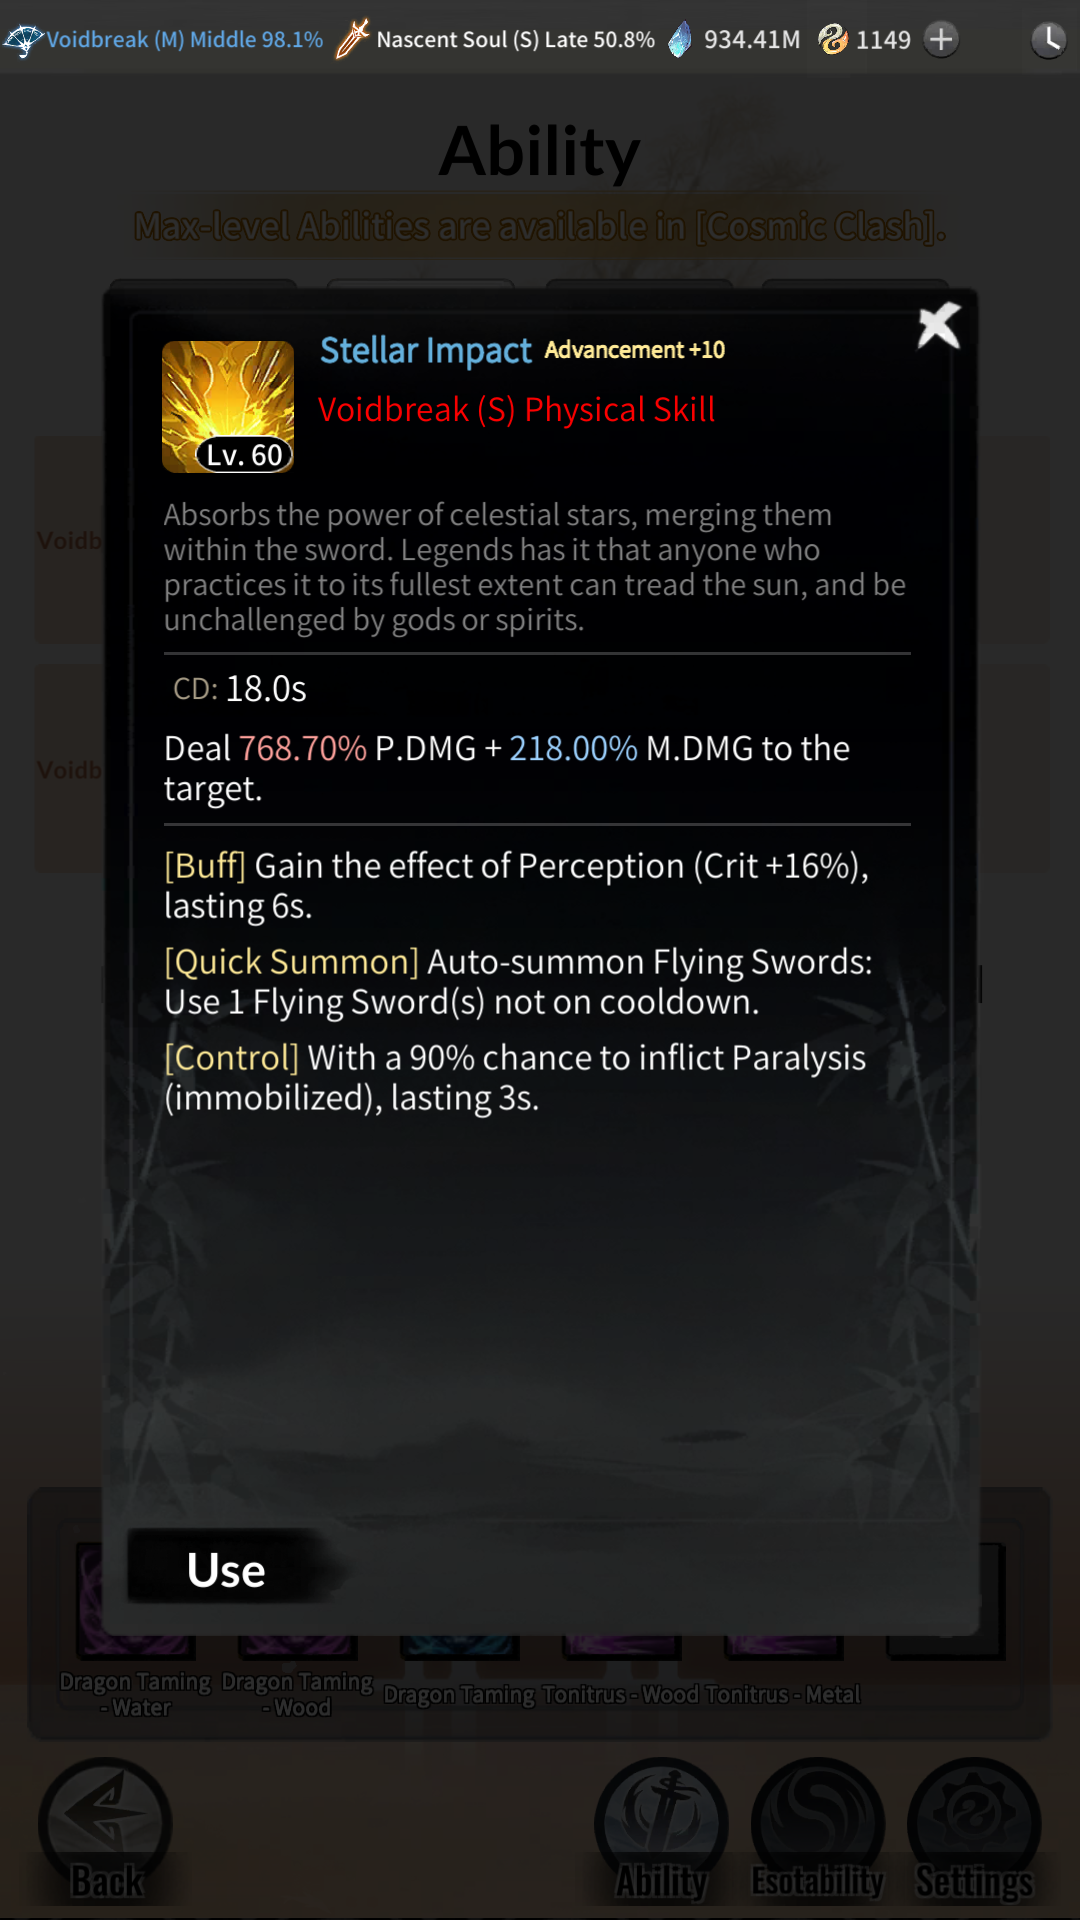 Voidbreak (M) Middle 98.1% Nascent Soul (S) Late 50.8% 934.41M 1149
Ability
Max-level Abilities are available in [Cosmic Clash].
Stellar Impact Advancement +10
Voidbreak (S) Physical Skill
Lv. 60
Absorbs the power of celestial stars, merging them
within the sword. Legends has it that anyone who
practices it to its fullest extent can tread the sun, and be
unchallenged by gods or spirits.
CD: 18.0s
Deal 768.70% P.DMG + 218.00% M.DMG to the
target.
[Buff] Gain the effect of Perception (Crit +16%),
lasting 6s.
[Quick Summon] Auto-summon Flying Swords:
Use 1 Flying Sword(s) not on cooldown.
[Control] With a 90% chance to inflict Paralysis
(immobilized), lasting 3s.
Voidb
Voidb
Use
Dragon Taming
- Water
Dragon Taming
- Wood
Dragon Taming
Tonitrus - Wood
Tonitrus - Metal
Back
Ability
Esotability
Settings